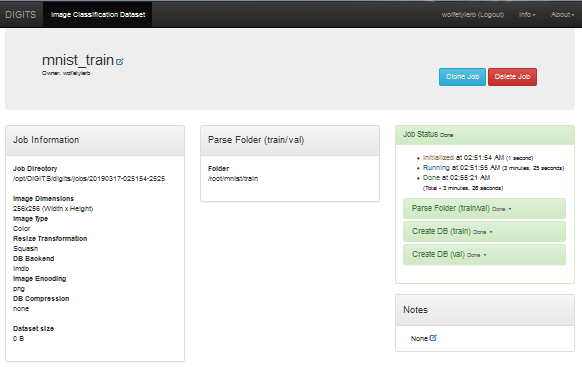 DIGITS Image Classification Dataset wolfetylerb (Logout) Info About
mnist_train
Owner: wolfetylerb
Clone Job Delete Job
Job Information
Job Directory
/opt/DIGITS/digits/jobs/20190317-025154-2525
Image Dimensions
256x256 (Width x Height)
Image Type
Color
Resize Transformation
Squash
DB Backend
lmdb
Image Encoding
png
DB Compression
none
Dataset size
0 B
Parse Folder (train/val)
Folder
/root/mnist/train
Job Status Done
Initialized at 02:51:54 AM (1 second)
Running at 02:51:55 AM (3 minutes, 25 seconds)
Done at 02:55:21 AM
(Total - 3 minutes, 26 seconds)
Parse Folder (train/val) Done
Create DB (train) Done
Create DB (val) Done
Notes
None